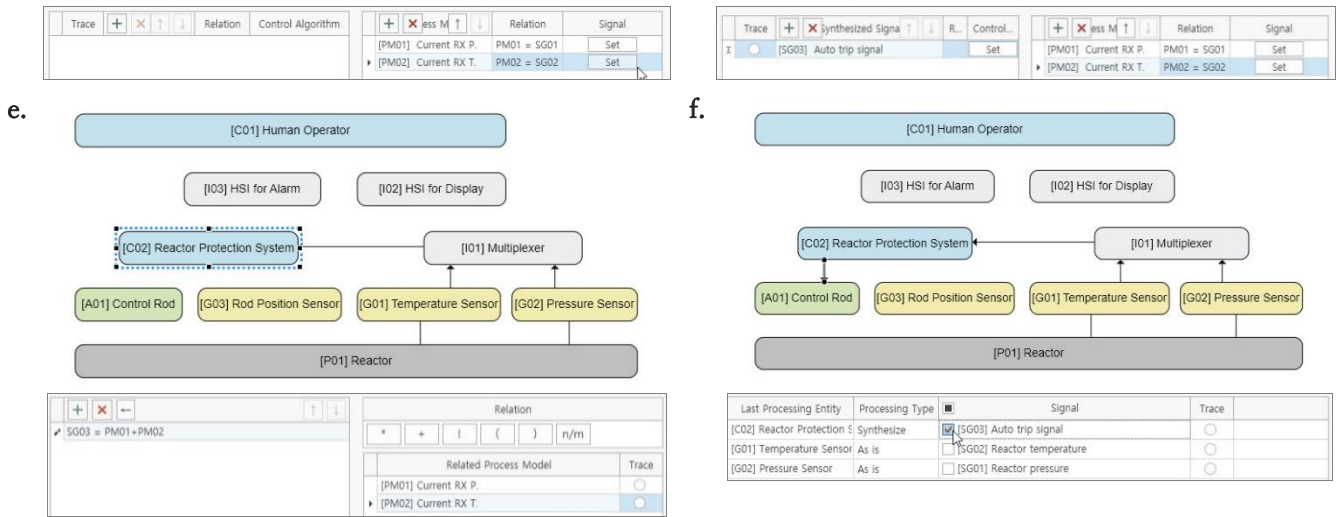 Trace + × ↑ ↓ Relation Control Algorithm
+ × ess M ↑ ↓ Relation Signal
[PM01] Current RX P. PM01 = SG01 Set
[PM02] Current RX T. PM02 = SG02 Set
Trace + × Synthesized Signa ↑ ↓ R... Control...
[SG03] Auto trip signal Set
+ × ess M ↑ ↓ Relation Signal
[PM01] Current RX P. PM01 = SG01 Set
[PM02] Current RX T. PM02 = SG02 Set
e.
[C01] Human Operator
[I03] HSI for Alarm [I02] HSI for Display
[C02] Reactor Protection System [I01] Multiplexer
[A01] Control Rod [G03] Rod Position Sensor [G01] Temperature Sensor [G02] Pressure Sensor
[P01] Reactor
+ × ← ↑ ↓
SG03 = PM01+PM02
Relation
* + ! ( ) n/m
Related Process Model Trace
[PM01] Current RX P.
[PM02] Current RX T.
f.
[C01] Human Operator
[I03] HSI for Alarm [I02] HSI for Display
[C02] Reactor Protection System [I01] Multiplexer
[A01] Control Rod [G03] Rod Position Sensor [G01] Temperature Sensor [G02] Pressure Sensor
[P01] Reactor
Last Processing Entity Processing Type Signal Trace
[C02] Reactor Protection S Synthesize [SG03] Auto trip signal
[G01] Temperature Sensor As is [SG02] Reactor temperature
[G02] Pressure Sensor As is [SG01] Reactor pressure